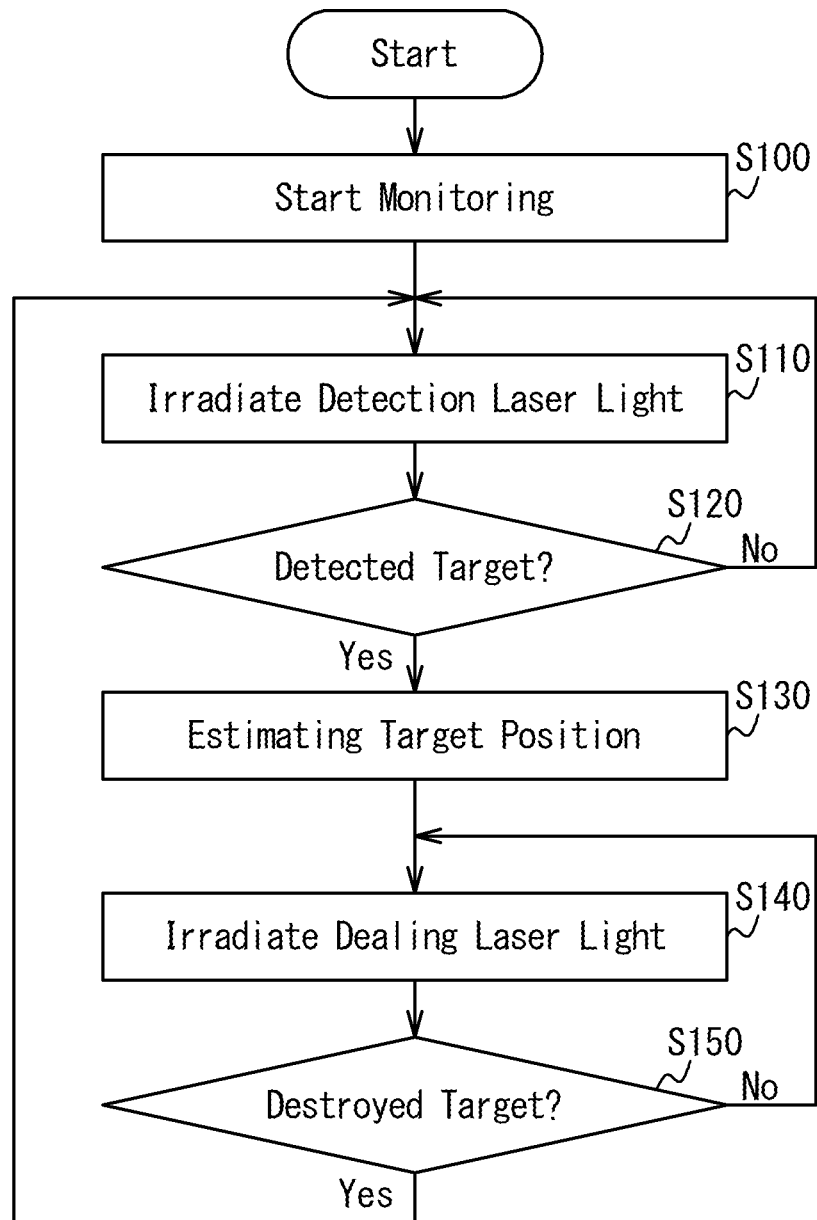 Start
S100
Start Monitoring
S110
Irradiate Detection Laser Light
S120
Detected Target?
No
Yes
S130
Estimating Target Position
S140
Irradiate Dealing Laser Light
S150
Destroyed Target?
No
Yes